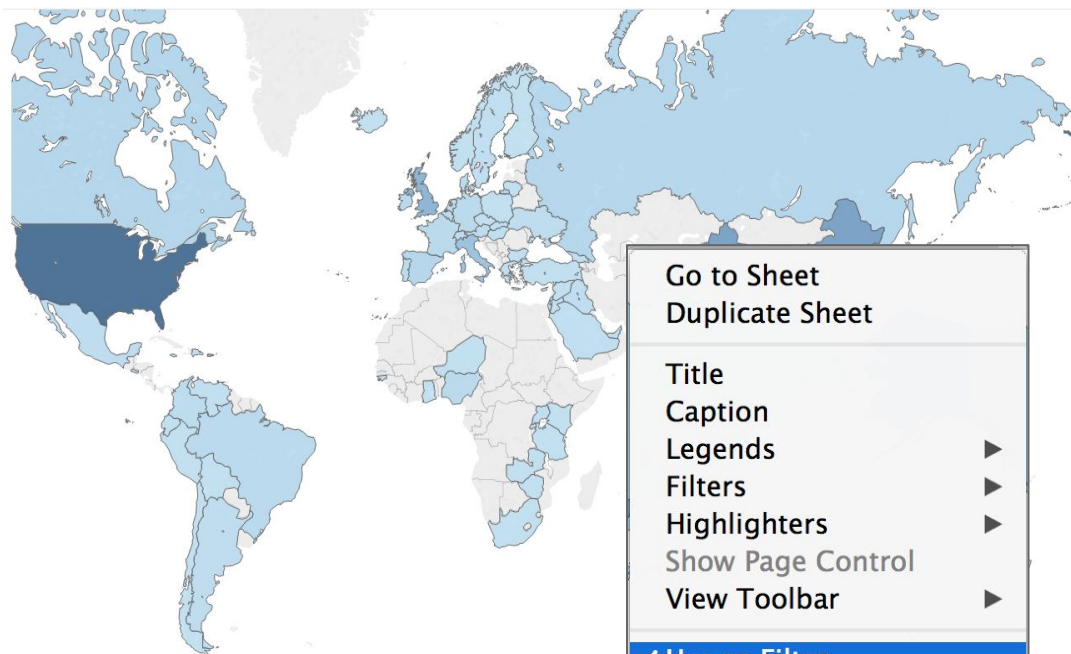 Go to Sheet
Duplicate Sheet
Title
Caption
Legends
Filters
Highlighters
Show Page Control
View Toolbar